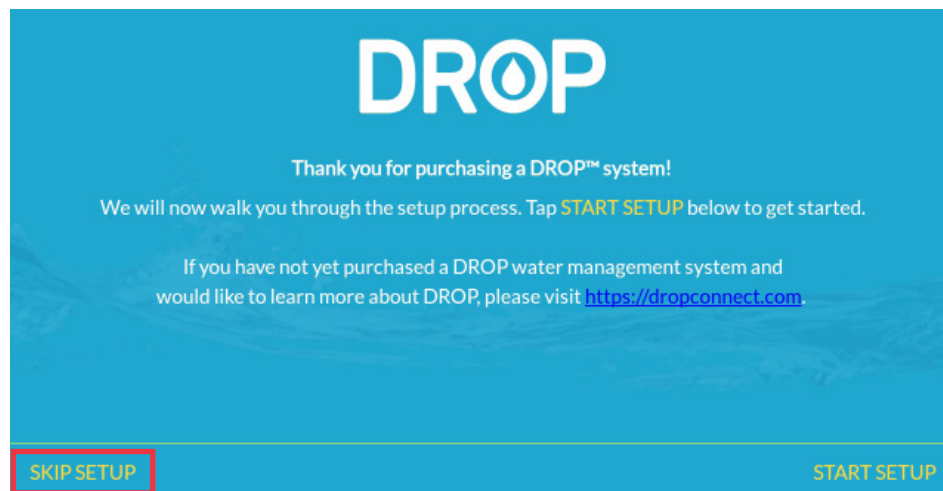 DROP
Thank you for purchasing a DROP™ system!
We will now walk you through the setup process. Tap START SETUP below to get started.
If you have not yet purchased a DROP water management system and
would like to learn more about DROP, please visit https://dropconnect.com.
SKIP SETUP
START SETUP